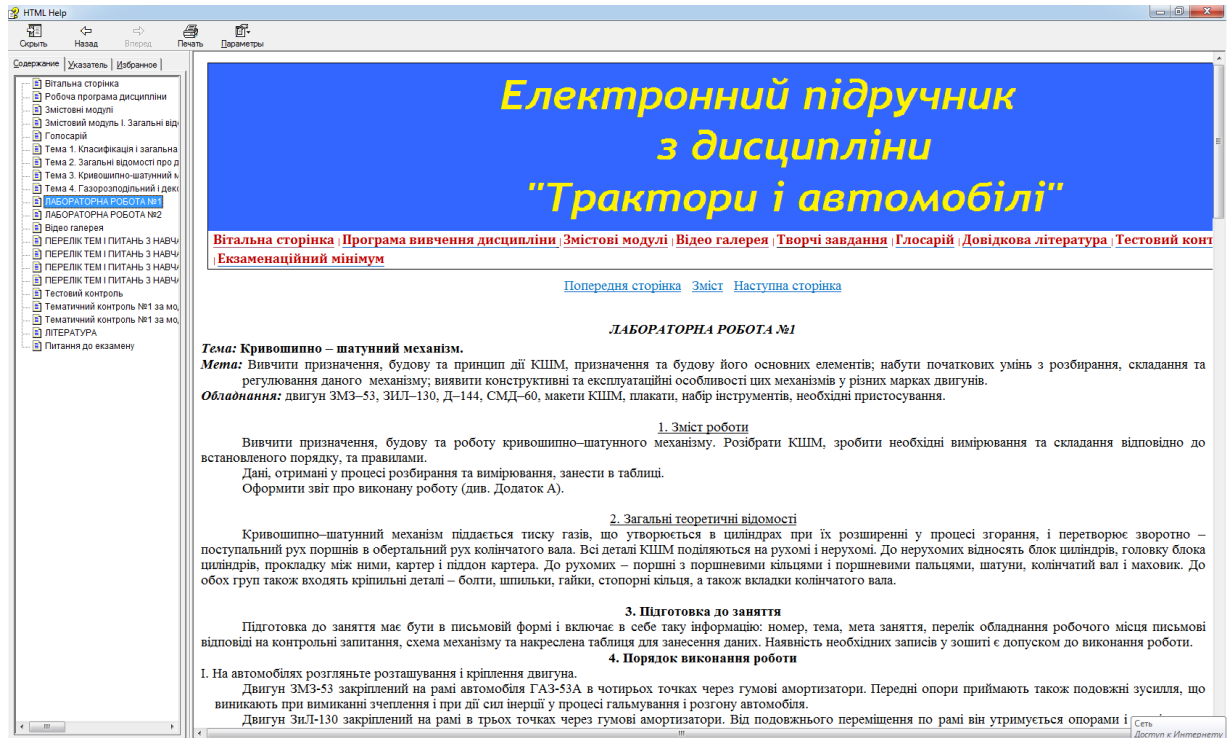 HTML Help
Скрыть Назад Вперед Печать Параметры
Содержание Указатель Избранное
Вітальна сторінка
Робоча програма дисципліни
Змістовні модулі
Змістовий модуль І. Загальні від
Голосарій
Тема 1. Класифікація і загальна
Тема 2. Загальні відомості про д
Тема 3. Кривошипно-шатунний м
Тема 4. Газорозподільний і деко
ЛАБОРАТОРНА РОБОТА №1
ЛАБОРАТОРНА РОБОТА №2
Відео галерея
ПЕРЕЛІК ТЕМ І ПИТАНЬ З НАВЧА
ПЕРЕЛІК ТЕМ І ПИТАНЬ З НАВЧА
ПЕРЕЛІК ТЕМ І ПИТАНЬ З НАВЧА
ПЕРЕЛІК ТЕМ І ПИТАНЬ З НАВЧА
Тестовий контроль
Тематичний контроль №1 за мо
Тематичний контроль №1 за мо
ЛІТЕРАТУРА
Питання до екзамену
Електронний підручник
з дисципліни
"Трактори і автомобілі"
Вітальна сторінка | Програма вивчення дисципліни | Змістові модулі | Відео галерея | Творчі завдання | Глосарій | Довідкова література | Тестовий конт
| Екзаменаційний мінімум
Попередня сторінка Зміст Наступна сторінка
ЛАБОРАТОРНА РОБОТА №1
Тема: Кривошипно – шатунний механізм.
Мета: Вивчити призначення, будову та принцип дії КШМ, призначення та будову його основних елементів; набути початкових умінь з розбирання, складання та
регулювання даного механізму; виявити конструктивні та експлуатаційні особливості цих механізмів у різних марках двигунів.
Обладнання: двигун ЗМЗ–53, ЗИЛ–130, Д–144, СМД–60, макети КШМ, плакати, набір інструментів, необхідні пристосування.
1. Зміст роботи
Вивчити призначення, будову та роботу кривошипно–шатунного механізму. Розібрати КШМ, зробити необхідні вимірювання та складання відповідно до
встановленого порядку, та правилами.
Дані, отримані у процесі розбирання та вимірювання, занести в таблиці.
Оформити звіт про виконану роботу (див. Додаток А).
2. Загальні теоретичні відомості
Кривошипно–шатунний механізм піддається тиску газів, що утворюється в циліндрах при їх розширенні у процесі згорання, і перетворює зворотно –
поступальний рух поршнів в обертальний рух колінчатого вала. Всі деталі КШМ поділяються на рухомі і нерухомі. До нерухомих відносять блок циліндрів, головку блока
циліндрів, прокладку між ними, картер і піддон картера. До рухомих – поршні з поршневими кільцями і поршневими пальцями, шатуни, колінчатий вал і маховик. До
обох груп також входять кріпильні деталі – болти, шпильки, гайки, стопорні кільця, а також вкладки колінчатого вала.
3. Підготовка до заняття
Підготовка до заняття має бути в письмовій формі і включає в себе таку інформацію: номер, тема, мета заняття, перелік обладнання робочого місця письмові
відповіді на контрольні запитання, схема механізму та накреслена таблиця для занесення даних. Наявність необхідних записів у зошиті є допуском до виконання роботи.
4. Порядок виконання роботи
І. На автомобілях розгляньте розташування і кріплення двигуна.
Двигун ЗМЗ-53 закріплений на рамі автомобіля ГАЗ-53А в чотирьох точках через гумові амортизатори. Передні опори приймають також подовжні зусилля, що
виникають при вимиканні зчеплення і при дії сил інерції у процесі гальмування і розгону автомобіля.
Двигун ЗиЛ-130 закріплений на рамі в трьох точках через гумові амортизатори. Від подовжнього переміщення по рамі він утримується опорами і
Сеть
Доступ к Интернету